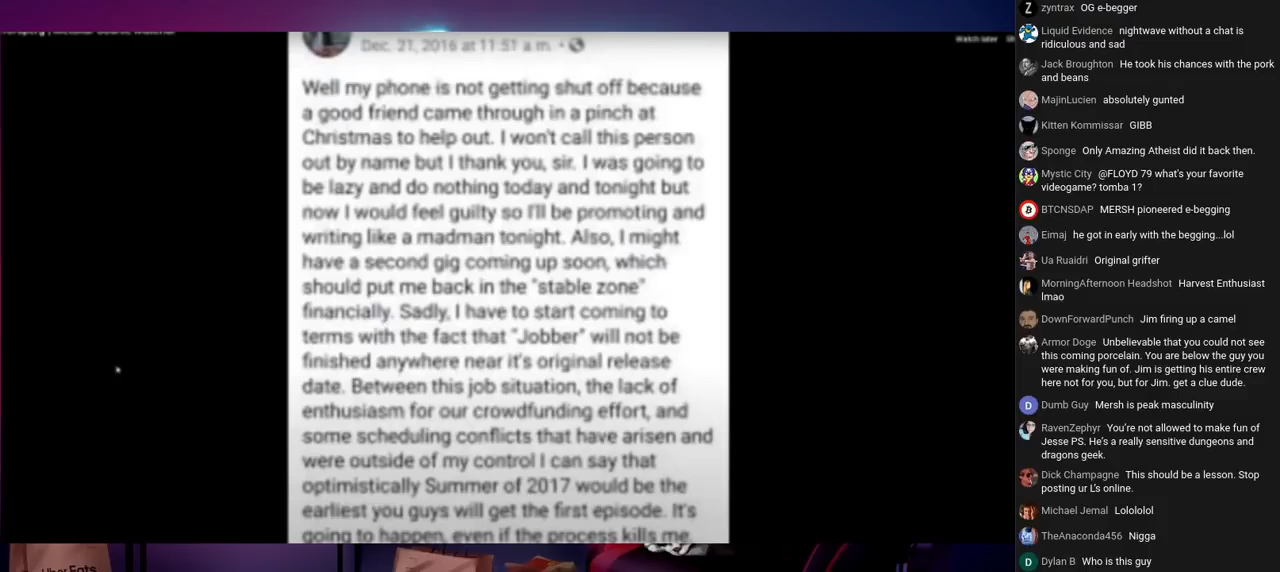 Watch later
Dec. 21, 2016 at 11:51 a.m. •
Well my phone is not getting shut off because
a good friend came through in a pinch at
Christmas to help out. I won't call this person
out by name but I thank you, sir. I was going to
be lazy and do nothing today and tonight but
now I would feel guilty so I'll be promoting and
writing like a madman tonight. Also, I might
have a second gig coming up soon, which
should put me back in the "stable zone"
financially. Sadly, I have to start coming to
terms with the fact that "Jobber" will not be
finished anywhere near it's original release
date. Between this job situation, the lack of
enthusiasm for our crowdfunding effort, and
some scheduling conflicts that have arisen and
were outside of my control I can say that
optimistically Summer of 2017 would be the
earliest you guys will get the first episode. It's
going to happen, even if the process kills me.
Uber Eats
Z zyntrax OG e-begger
Liquid Evidence nightwave without a chat is
ridiculous and sad
Jack Broughton He took his chances with the pork
and beans
MajinLucien absolutely gunted
Kitten Kommissar GIBB
Sponge Only Amazing Atheist did it back then.
Mystic City @FLOYD 79 what's your favorite
videogame? tomba 1?
BTCNSDAP MERSH pioneered e-begging
Eimaj he got in early with the begging...lol
Ua Ruaidri Original grifter
MorningAfternoon Headshot Harvest Enthusiast
lmao
DownForwardPunch Jim firing up a camel
Armor Doge Unbelievable that you could not see
this coming porcelain. You are below the guy you
were making fun of. Jim is getting his entire crew
here not for you, but for Jim. get a clue dude.
D Dumb Guy Mersh is peak masculinity
RavenZephyr You're not allowed to make fun of
Jesse PS. He's a really sensitive dungeons and
dragons geek.
Dick Champagne This should be a lesson. Stop
posting ur L's online.
Michael Jemal Lolololol
TheAnaconda456 Nigga
D Dylan B Who is this guy